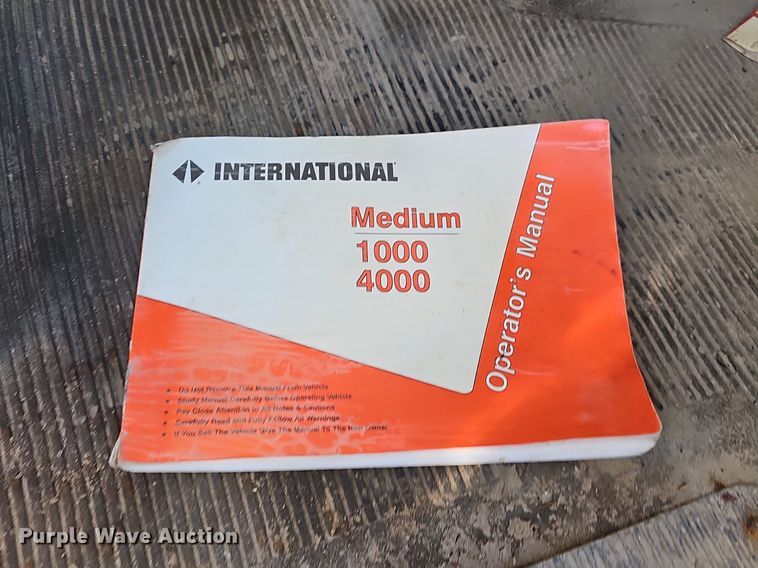 INTERNATIONAL
Medium
1000
4000
Operator's Manual
• Do Not Remove This Manual From Vehicle
• Study Manual Carefully Before Operating Vehicle
• Pay Close Attention to All Notes & Cautions
• Carefully Read and Fully Follow All Warnings
• If You Sell The Vehicle Give The Manual To The New Owner
Purple Wave Auction